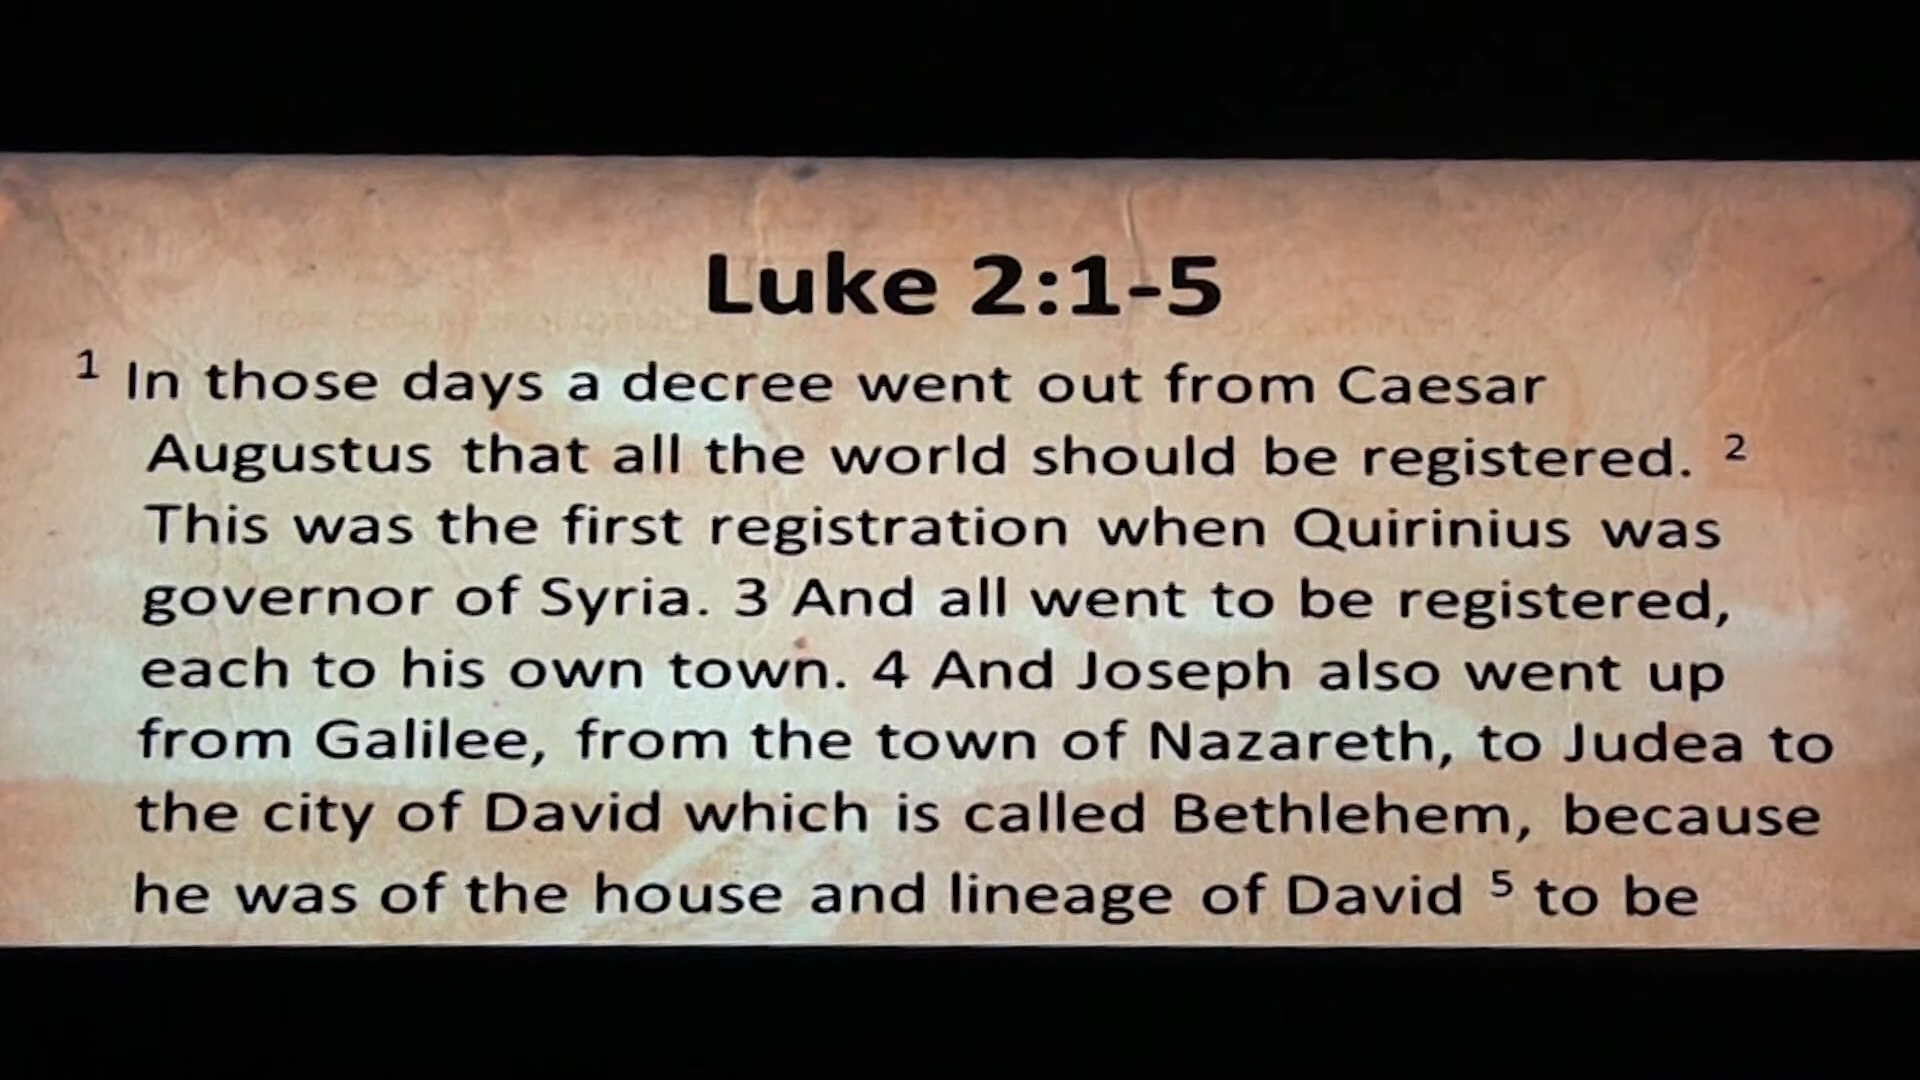 Luke 2:1-5
1 In those days a decree went out from Caesar
Augustus that all the world should be registered. 2
This was the first registration when Quirinius was
governor of Syria. 3 And all went to be registered,
each to his own town. 4 And Joseph also went up
from Galilee, from the town of Nazareth, to Judea to
the city of David which is called Bethlehem, because
he was of the house and lineage of David 5 to be